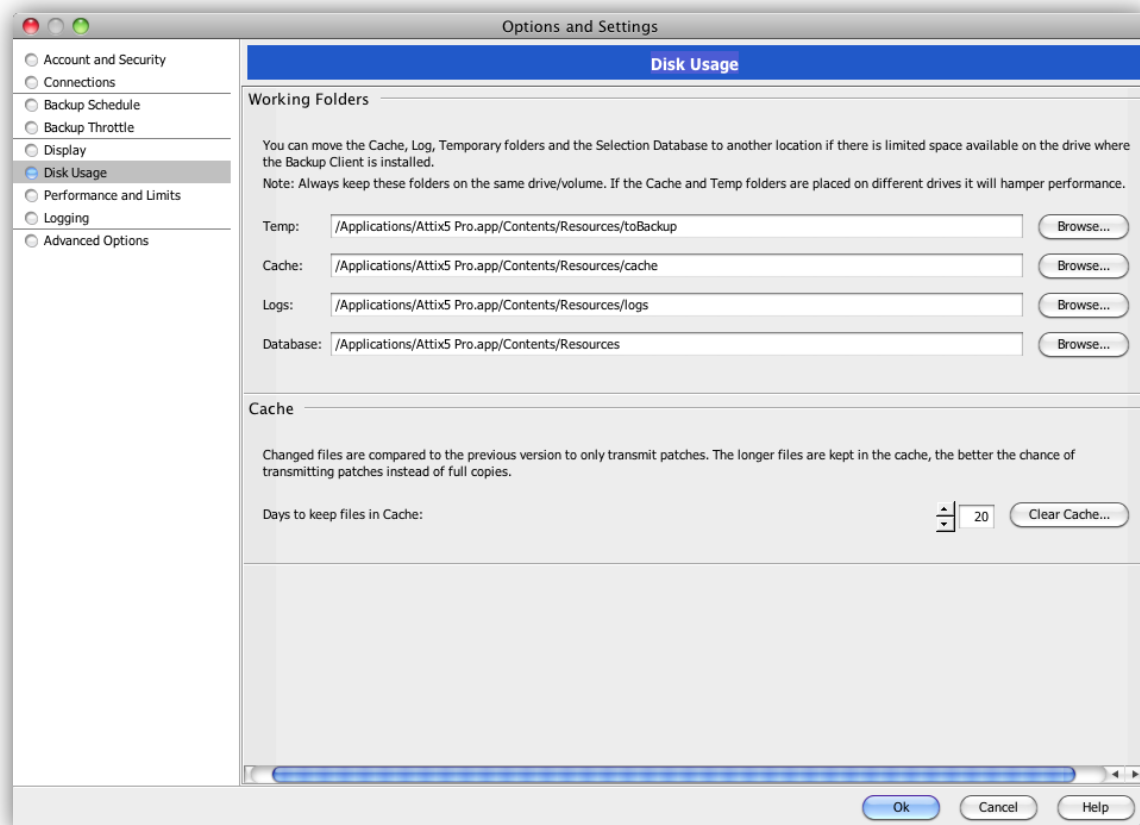 Options and Settings
Account and Security
Connections
Backup Schedule
Backup Throttle
Display
Disk Usage
Performance and Limits
Logging
Advanced Options
Disk Usage
Working Folders
You can move the Cache, Log, Temporary folders and the Selection Database to another location if there is limited space available on the drive where
the Backup Client is installed.
Note: Always keep these folders on the same drive/volume. If the Cache and Temp folders are placed on different drives it will hamper performance.
Temp: /Applications/Attix5 Pro.app/Contents/Resources/toBackup Browse...
Cache: /Applications/Attix5 Pro.app/Contents/Resources/cache Browse...
Logs: /Applications/Attix5 Pro.app/Contents/Resources/logs Browse...
Database: /Applications/Attix5 Pro.app/Contents/Resources Browse...
Cache
Changed files are compared to the previous version to only transmit patches. The longer files are kept in the cache, the better the chance of
transmitting patches instead of full copies.
Days to keep files in Cache: 20 Clear Cache...
Ok Cancel Help